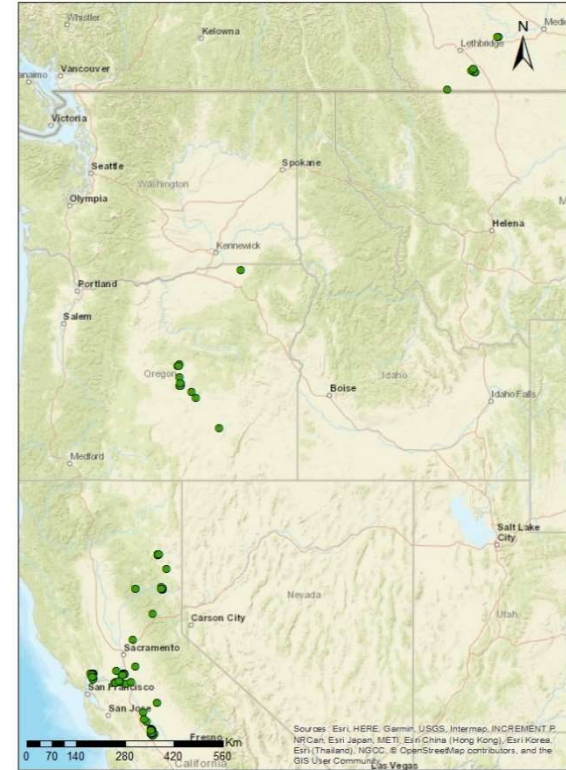 Whistler
Kelowna
Medi
N
Lethbridge
Vancouver
anaimo
Victoria
Seattle
Spokane
Washington
Olympia
Helena
M
Kennewick
Portland
Salem
Oregon
Idaho
Boise
Idaho Falls
Medford
Salt Lake
City
Nevada
Carson City
Utah
Sacramento
San Francisco
San Jose
Fresno
California
Las Vegas
0 70 140 280 420 560 Km
Sources: Esri, HERE, Garmin, USGS, Intermap, INCREMENT P,
NRCan, Esri Japan, METI, Esri China (Hong Kong), Esri Korea,
Esri (Thailand), NGCC, © OpenStreetMap contributors, and the
GIS User Community